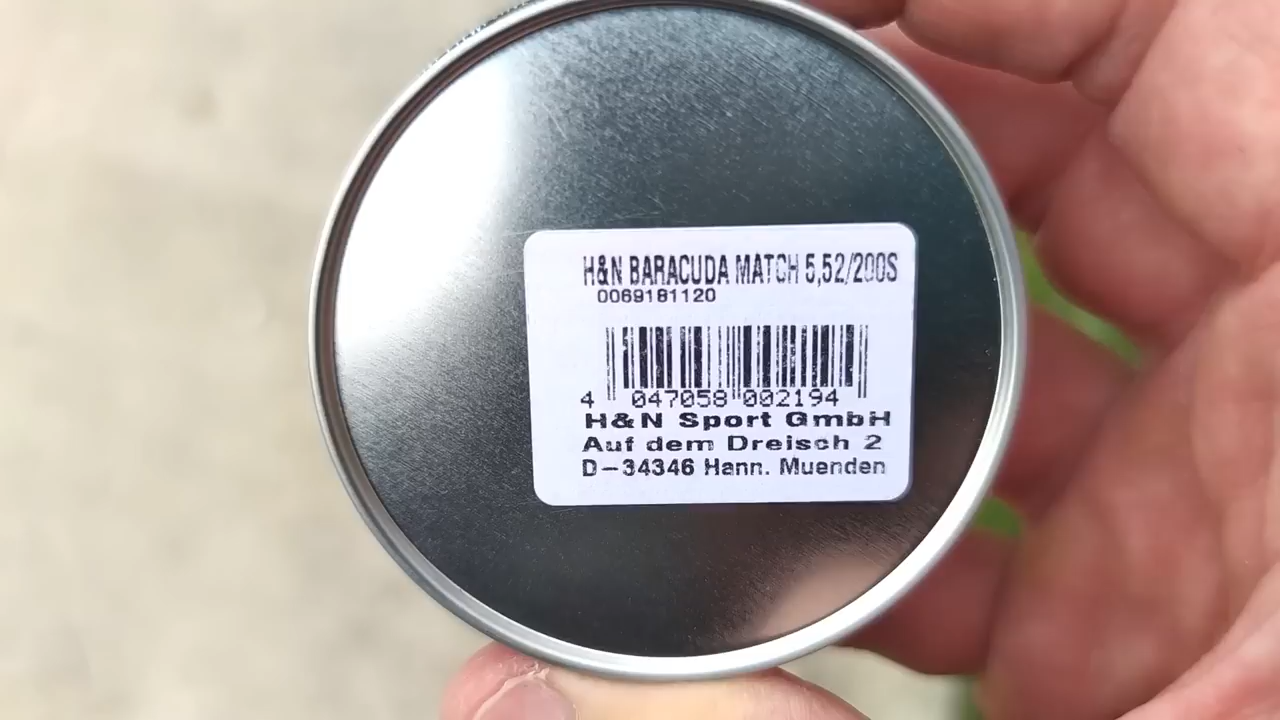 H&N BARACUDA MATCH 5,52/200S
0069181120
4 047058 002194
H&N Sport GmbH
Auf dem Dreisch 2
D-34346 Hann. Muenden